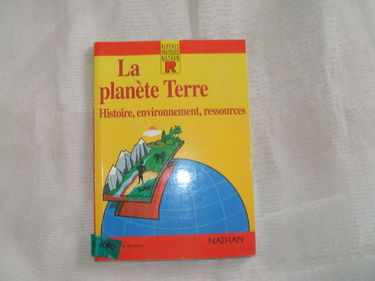 REPÈRES
PRATIQUES
NATHAN
R
La
planète Terre
Histoire, environnement, ressources
NATHAN